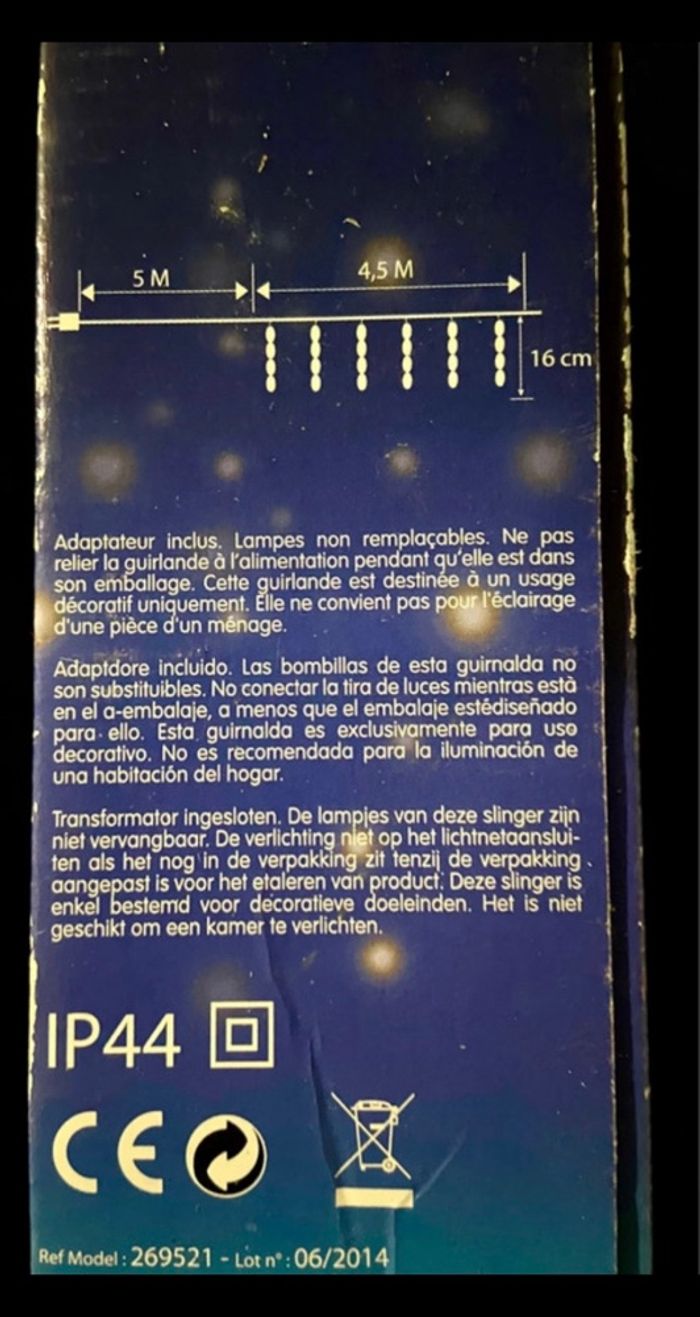 5 M
4,5 M
16 cm
Adaptateur inclus. Lampes non remplaçables. Ne pas
relier la guirlande à l'alimentation pendant qu'elle est dans
son emballage. Cette guirlande est destinée à un usage
décoratif uniquement. Elle ne convient pas pour l'éclairage
d'une pièce d'un ménage.
Adaptdore incluido. Las bombillas de esta guirnalda no
son substituibles. No conectar la tira de luces mientras està
en el a-embalaje, a menos que el embalaje estédiseñado
para ello. Esta guirnalda es exclusivamente para uso
decorativo. No es recomendada para la iluminación de
una habitación del hogar.
Transformator ingesloten. De lampjes van deze slinger zijn
niet vervangbaar. De verlichting niet op het lichtnetaanslui-
ten als het nog in de verpakking zit tenzij de verpakking
aangepast is voor het etaleren van product. Deze slinger is
enkel bestemd voor decoratieve doeleinden. Het is niet
geschikt om een kamer te verlichten.
IP44
CE
Ref Model : 269521 - Lot n° : 06/2014